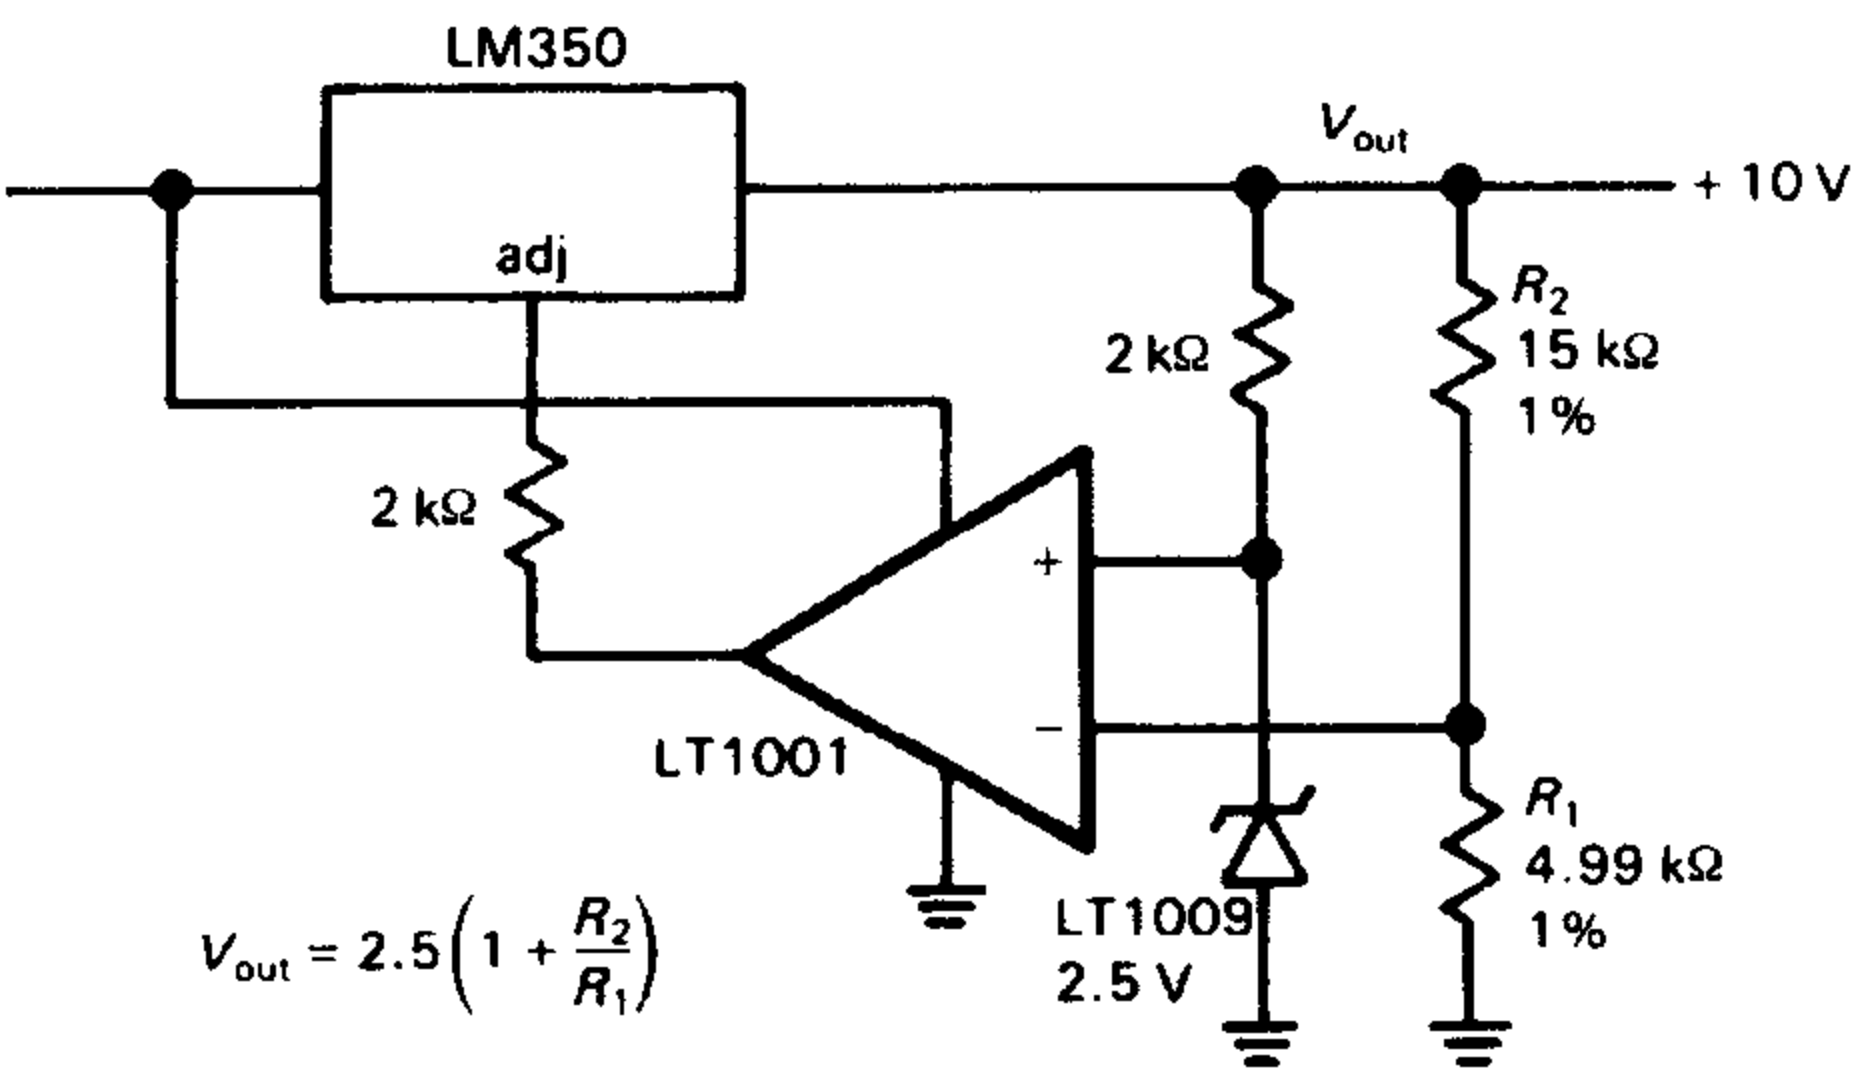 LM350
V_out
+ 10 V
adj
R_2
15 kΩ
1%
2 kΩ
2 kΩ
+
−
LT1001
R_1
4.99 kΩ
1%
LT1009
2.5 V
V_out = 2.5(1 + R_2/R_1)